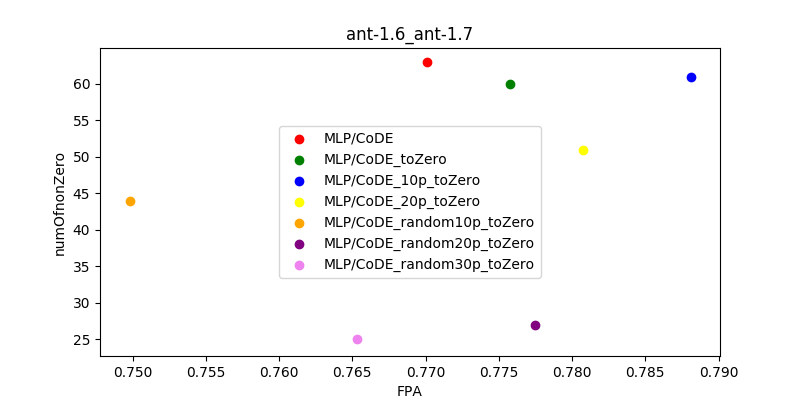 ant-1.6_ant-1.7
numOfnonZero
60
55
50
45
40
35
30
25
MLP/CoDE
MLP/CoDE_toZero
MLP/CoDE_10p_toZero
MLP/CoDE_20p_toZero
MLP/CoDE_random10p_toZero
MLP/CoDE_random20p_toZero
MLP/CoDE_random30p_toZero
0.750 0.755 0.760 0.765 0.770 0.775 0.780 0.785 0.790
FPA